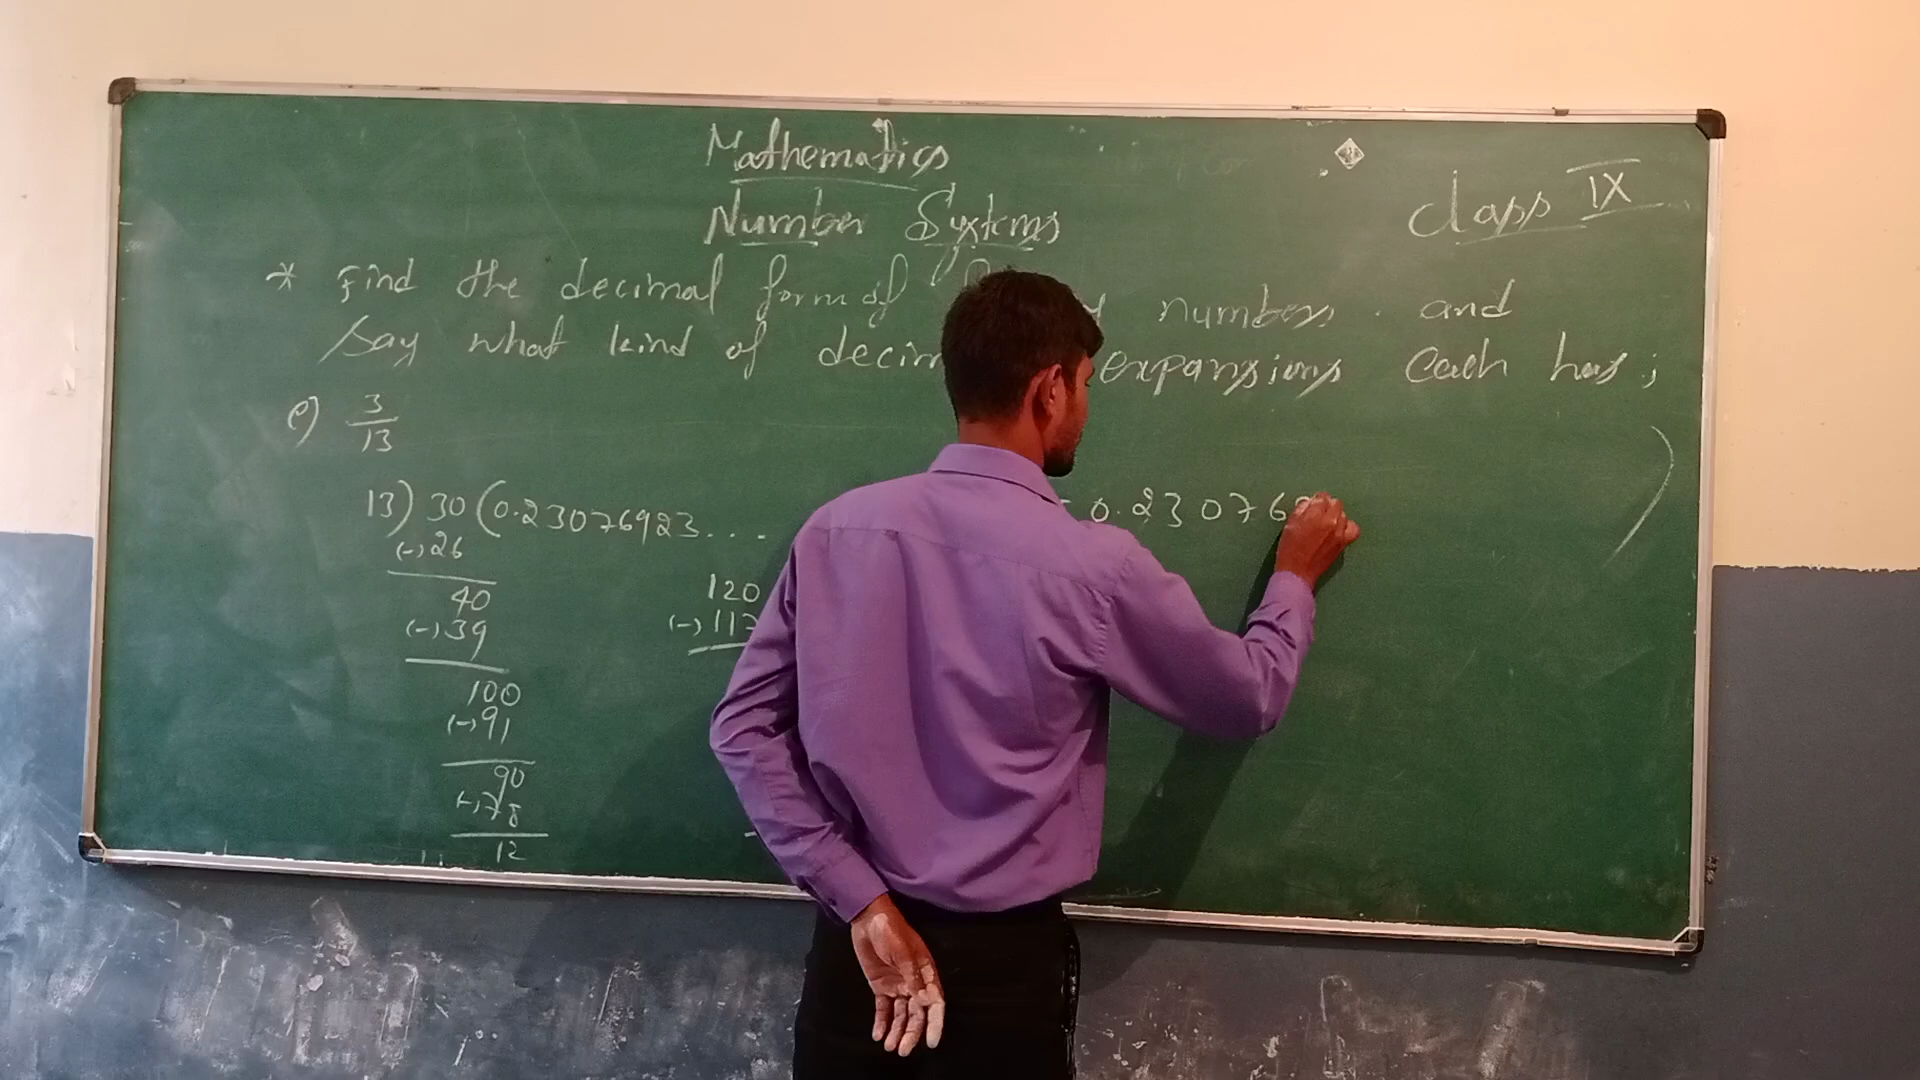 Mathematics
Number Systems
Class IX
* Find the decimal form of numbers. and
Say what kind of expansions each has;
e) 3/13
13) 30 (0.23076923....
(-) 26
40
(-) 39
100
(-) 91
90
(-) 78
12
120
(-) 117
0.23076